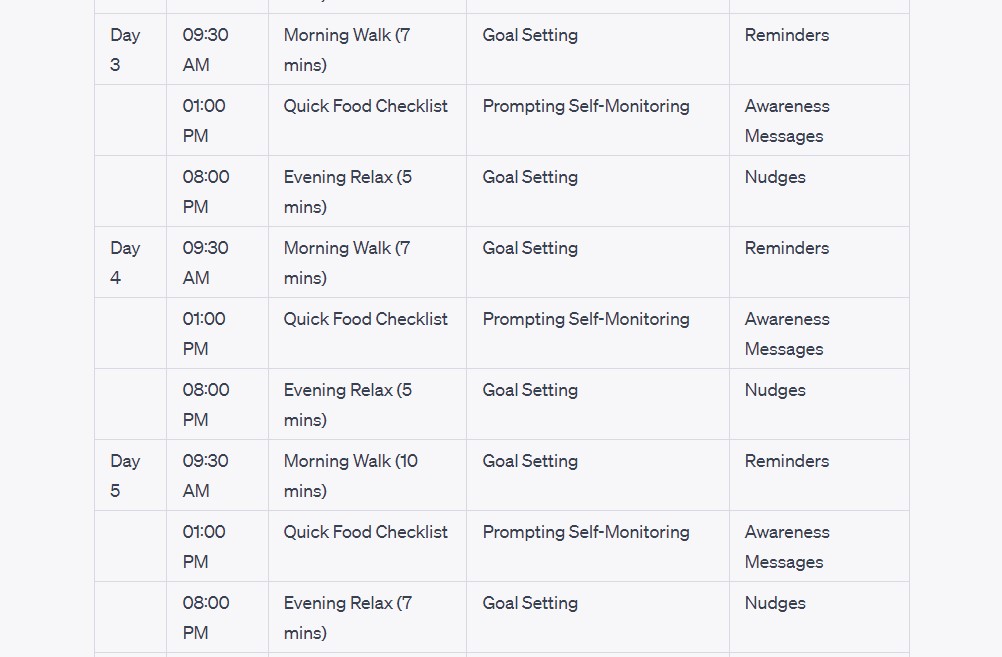 Day 09:30 Morning Walk (7 Goal Setting Reminders
3 AM mins)
01:00 Quick Food Checklist Prompting Self-Monitoring Awareness
PM Messages
08:00 Evening Relax (5 Goal Setting Nudges
PM mins)
Day 09:30 Morning Walk (7 Goal Setting Reminders
4 AM mins)
01:00 Quick Food Checklist Prompting Self-Monitoring Awareness
PM Messages
08:00 Evening Relax (5 Goal Setting Nudges
PM mins)
Day 09:30 Morning Walk (10 Goal Setting Reminders
5 AM mins)
01:00 Quick Food Checklist Prompting Self-Monitoring Awareness
PM Messages
08:00 Evening Relax (7 Goal Setting Nudges
PM mins)